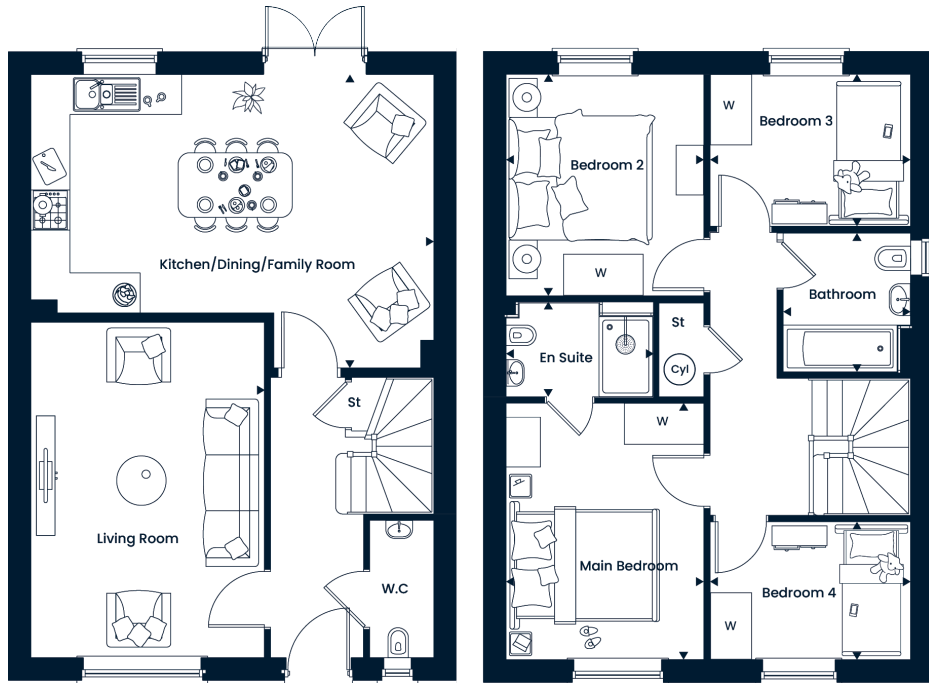 Kitchen/Dining/Family Room
St
Living Room
W.C
Bedroom 2
W
W
Bedroom 3
Bathroom
En Suite
St
Cyl
W
Main Bedroom
Bedroom 4
W